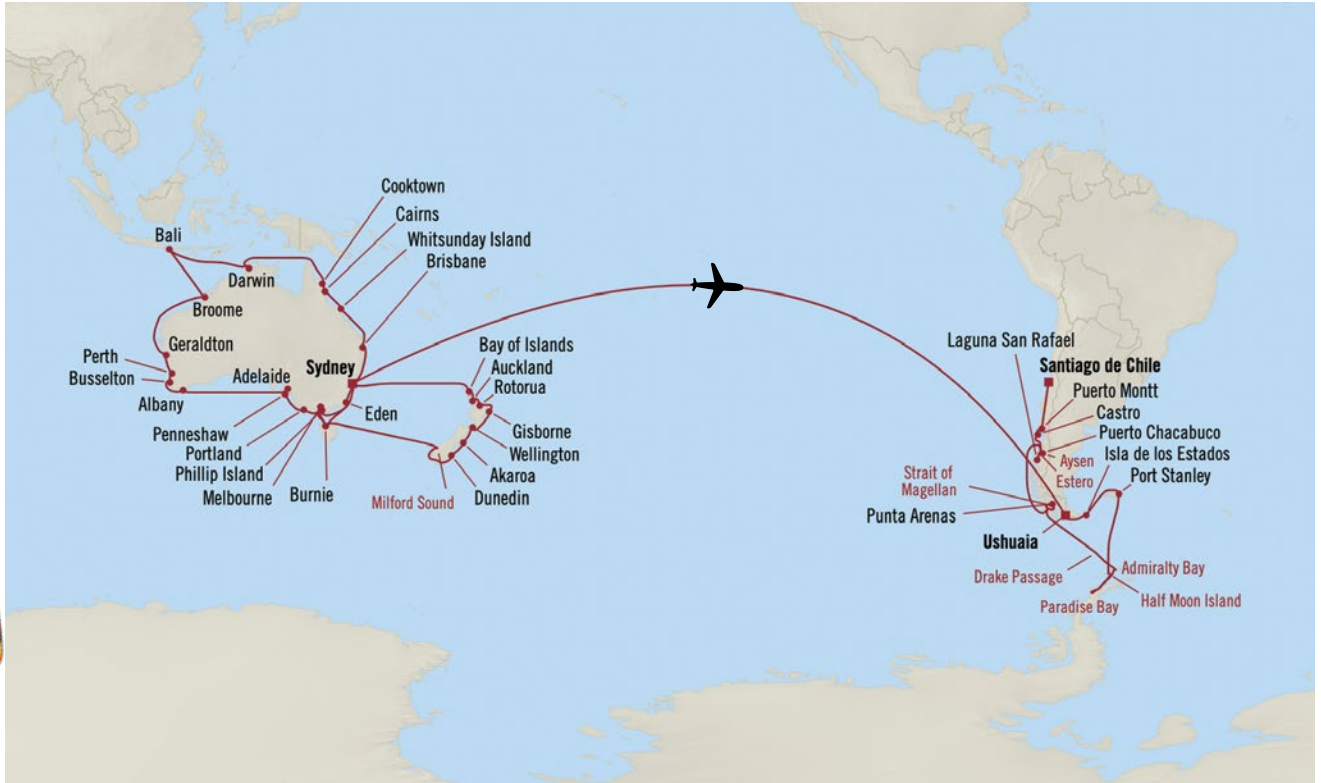 Cooktown
Cairns
Whitsunday Island
Brisbane
Bali
Darwin
Broome
Geraldton
Perth
Busselton
Albany
Adelaide
Sydney
Penneshaw
Portland
Phillip Island
Melbourne
Burnie
Eden
Bay of Islands
Auckland
Rotorua
Gisborne
Wellington
Akaroa
Dunedin
Milford Sound
Laguna San Rafael
Santiago de Chile
Puerto Montt
Castro
Puerto Chacabuco
Aysen
Estero
Isla de los Estados
Port Stanley
Strait of
Magellan
Punta Arenas
Ushuaia
Drake Passage
Admiralty Bay
Half Moon Island
Paradise Bay